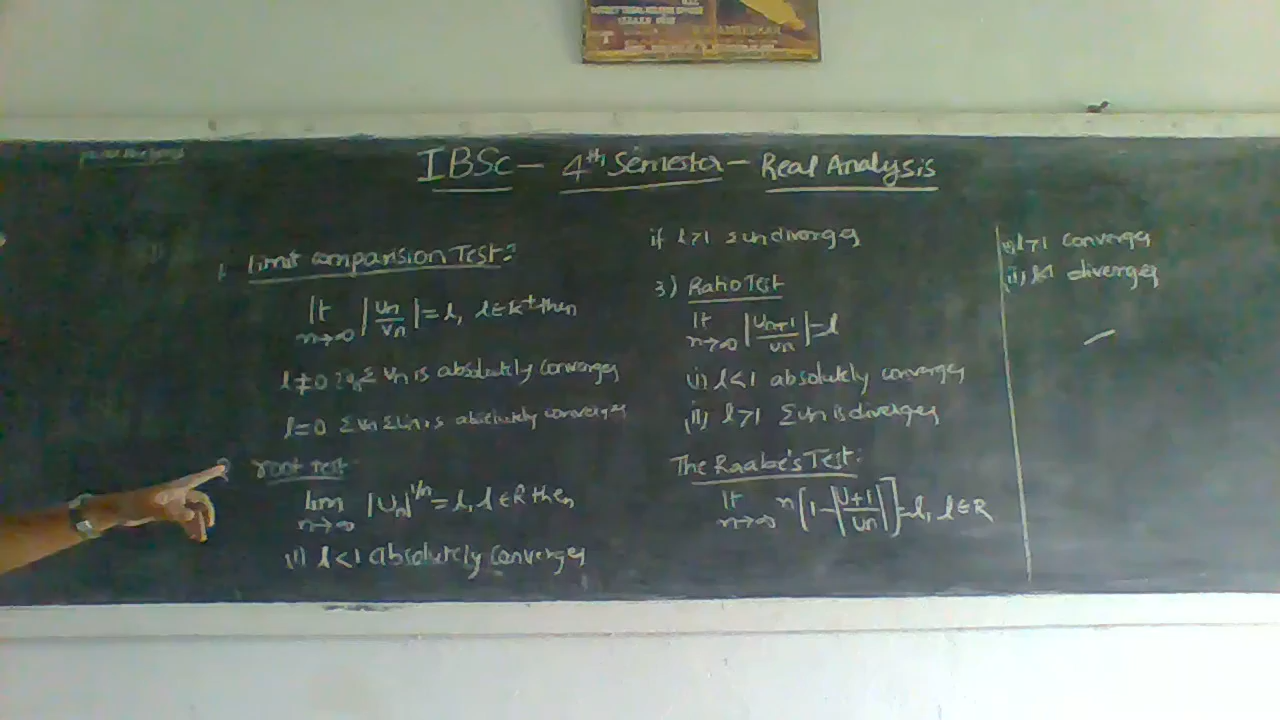 IBSc - 4th Semester - Real Analysis
1. limit comparision Test:
lt n→∞ |un/vn| = l, l∈R+ then
l≠0 Σ vn is absolutely converges
l=0 Σvn Σun is absolutely converges
2) root test
lim n→∞ |Un|^1/n = l, l∈R then
(i) l<1 absolutely converges
if l>1 Σun diverges
3) Ratio Test
lt n→∞ |Un+1/un| = l
(i) l<1 absolutely converges
(ii) l>1 Σun is diverges
The Raabe's Test:
lt n→∞ n[1-|U+1/un|]=l, l∈R
(i) l>1 converges
(ii) l<1 diverges